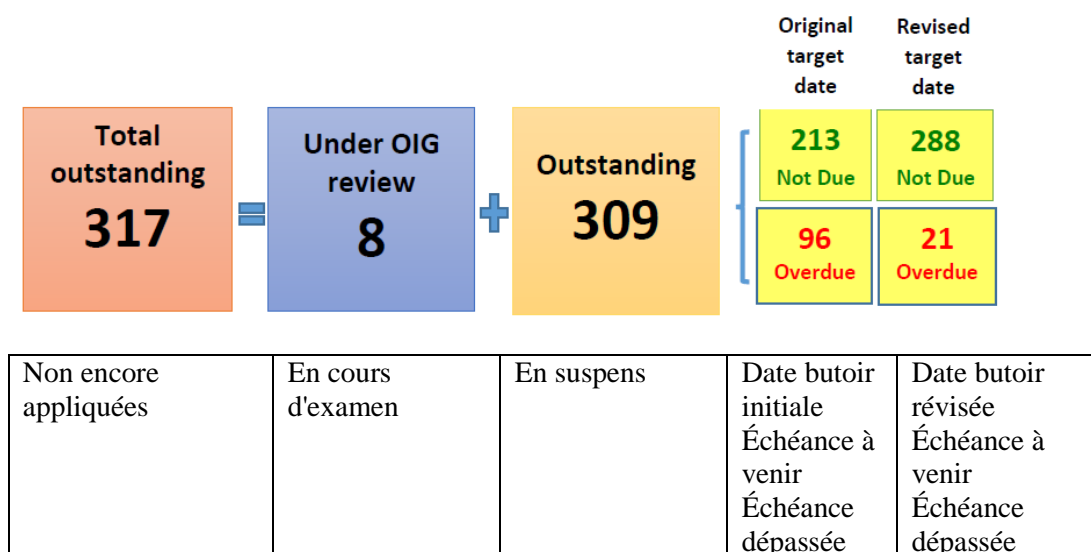 Original
target
date
Revised
target
date
Total
outstanding
317
=
Under OIG
review
8
+
Outstanding
309
213
Not Due
288
Not Due
96
Overdue
21
Overdue
Non encore
appliquées
En cours
d'examen
En suspens
Date butoir
initiale
Échéance à
venir
Échéance
dépassée
Date butoir
révisée
Échéance à
venir
Échéance
dépassée